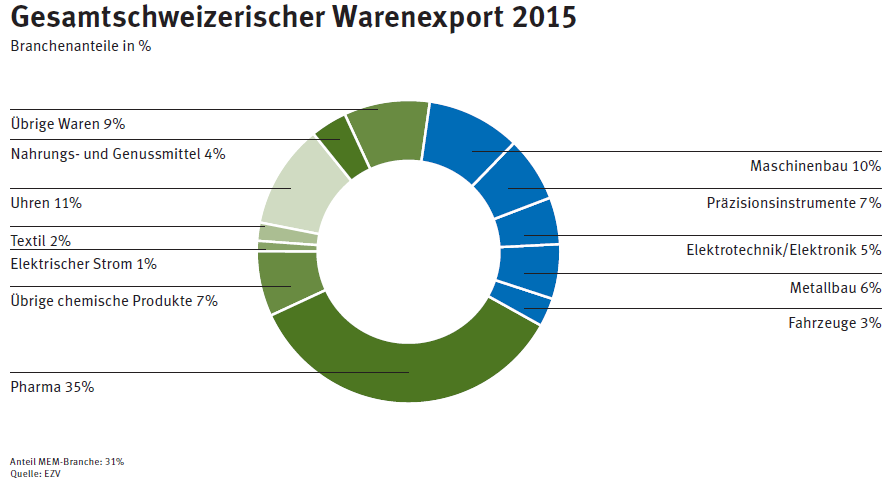 Gesamtschweizerischer Warenexport 2015
Branchenanteile in %
Übrige Waren 9%
Nahrungs- und Genussmittel 4%
Uhren 11%
Textil 2%
Elektrischer Strom 1%
Übrige chemische Produkte 7%
Pharma 35%
Maschinenbau 10%
Präzisionsinstrumente 7%
Elektrotechnik/Elektronik 5%
Metallbau 6%
Fahrzeuge 3%
Anteil MEM-Branche: 31%
Quelle: EZV